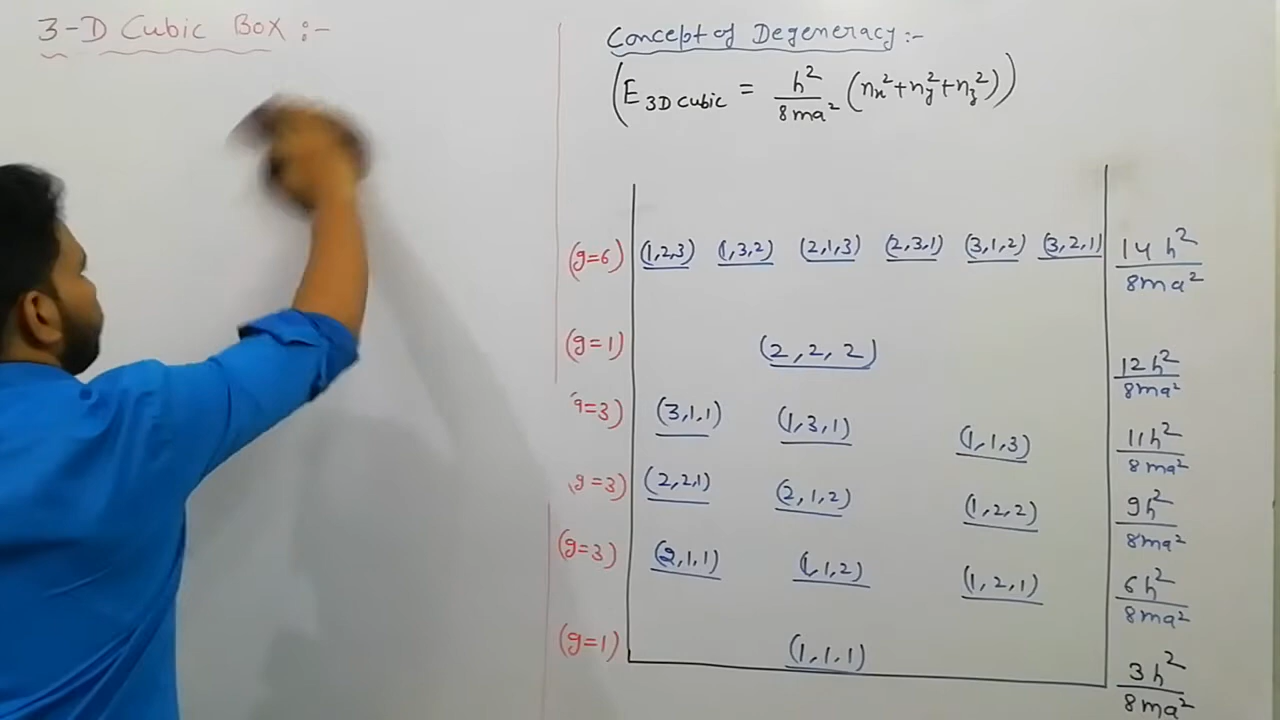 3-D Cubic Box :-
Concept of Degeneracy :-
(E 3D Cubic = h²/8ma² (nx² + ny² + nz²))
(g=6) (1,2,3) (1,3,2) (2,1,3) (2,3,1) (3,1,2) (3,2,1) 14h²/8ma²
(g=1) (2,2,2) 12h²/8ma²
g=3) (3,1,1) (1,3,1) (1,1,3) 11h²/8ma²
g=3) (2,2,1) (2,1,2) (1,2,2) 9h²/8ma²
(g=3) (2,1,1) (1,1,2) (1,2,1) 6h²/8ma²
(g=1) (1,1,1) 3h²/8ma²